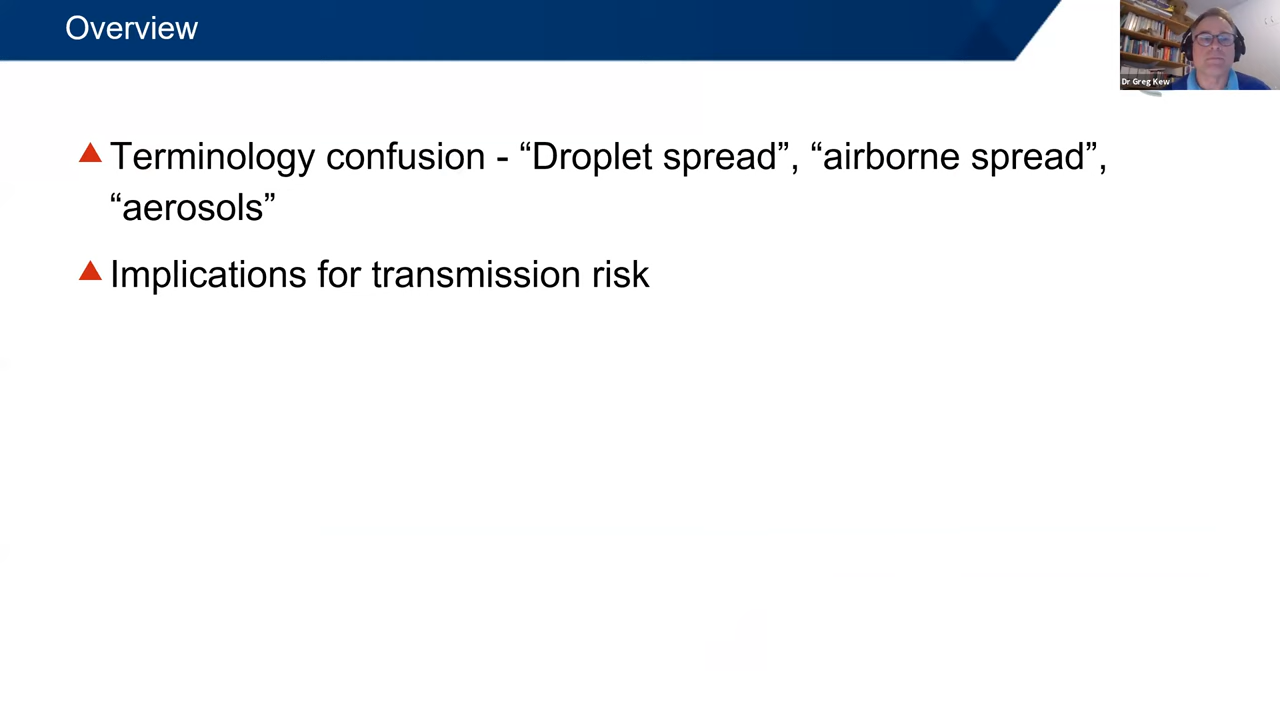 Overview
Dr Greg Kew
Terminology confusion - “Droplet spread”, “airborne spread”,
“aerosols”
Implications for transmission risk